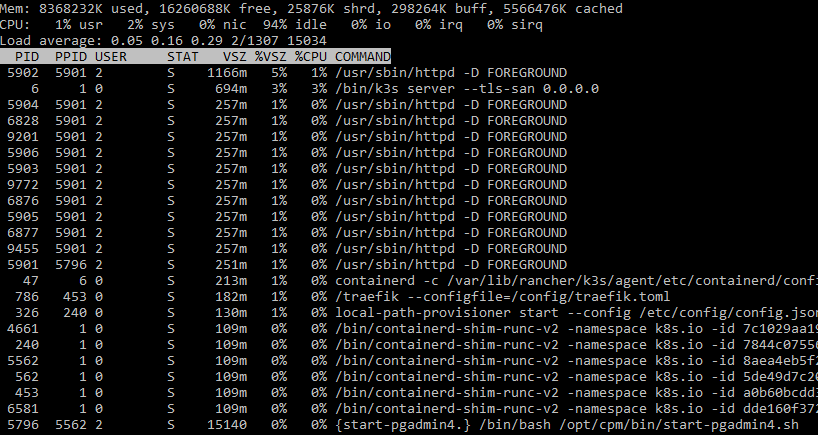 Mem: 8368232K used, 16260688K free, 25876K shrd, 298264K buff, 5566476K cached
CPU:   1% usr   2% sys   0% nic  94% idle   0% io   0% irq   0% sirq
Load average: 0.05 0.16 0.29 2/1307 15034
PID  PPID USER     STAT   VSZ %VSZ %CPU COMMAND
5902  5901 2        S    1166m   5%   1% /usr/sbin/httpd -D FOREGROUND
6     1 0        S     694m   3%   3% /bin/k3s server --tls-san 0.0.0.0
5904  5901 2        S     257m   1%   0% /usr/sbin/httpd -D FOREGROUND
6828  5901 2        S     257m   1%   0% /usr/sbin/httpd -D FOREGROUND
9201  5901 2        S     257m   1%   0% /usr/sbin/httpd -D FOREGROUND
5906  5901 2        S     257m   1%   0% /usr/sbin/httpd -D FOREGROUND
5903  5901 2        S     257m   1%   0% /usr/sbin/httpd -D FOREGROUND
9772  5901 2        S     257m   1%   0% /usr/sbin/httpd -D FOREGROUND
6876  5901 2        S     257m   1%   0% /usr/sbin/httpd -D FOREGROUND
5905  5901 2        S     257m   1%   0% /usr/sbin/httpd -D FOREGROUND
6877  5901 2        S     257m   1%   0% /usr/sbin/httpd -D FOREGROUND
9455  5901 2        S     257m   1%   0% /usr/sbin/httpd -D FOREGROUND
5901  5796 2        S     251m   1%   0% /usr/sbin/httpd -D FOREGROUND
47     6 0        S     213m   1%   0% containerd -c /var/lib/rancher/k3s/agent/etc/containerd/confi
786   453 0        S     182m   1%   0% /traefik --configfile=/config/traefik.toml
326   240 0        S     130m   1%   0% local-path-provisioner start --config /etc/config/config.json
4661     1 0        S     109m   0%   0% /bin/containerd-shim-runc-v2 -namespace k8s.io -id 7c1029aa19
240     1 0        S     109m   0%   0% /bin/containerd-shim-runc-v2 -namespace k8s.io -id 7844c07556
5562     1 0        S     109m   0%   0% /bin/containerd-shim-runc-v2 -namespace k8s.io -id 8aea4eb5f2
562     1 0        S     109m   0%   0% /bin/containerd-shim-runc-v2 -namespace k8s.io -id 5de49d7c20
453     1 0        S     109m   0%   0% /bin/containerd-shim-runc-v2 -namespace k8s.io -id a0b60bcdd3
6581     1 0        S     109m   0%   0% /bin/containerd-shim-runc-v2 -namespace k8s.io -id dde160f372
5796  5562 2        S    15140   0%   0% {start-pgadmin4.} /bin/bash /opt/cpm/bin/start-pgadmin4.sh